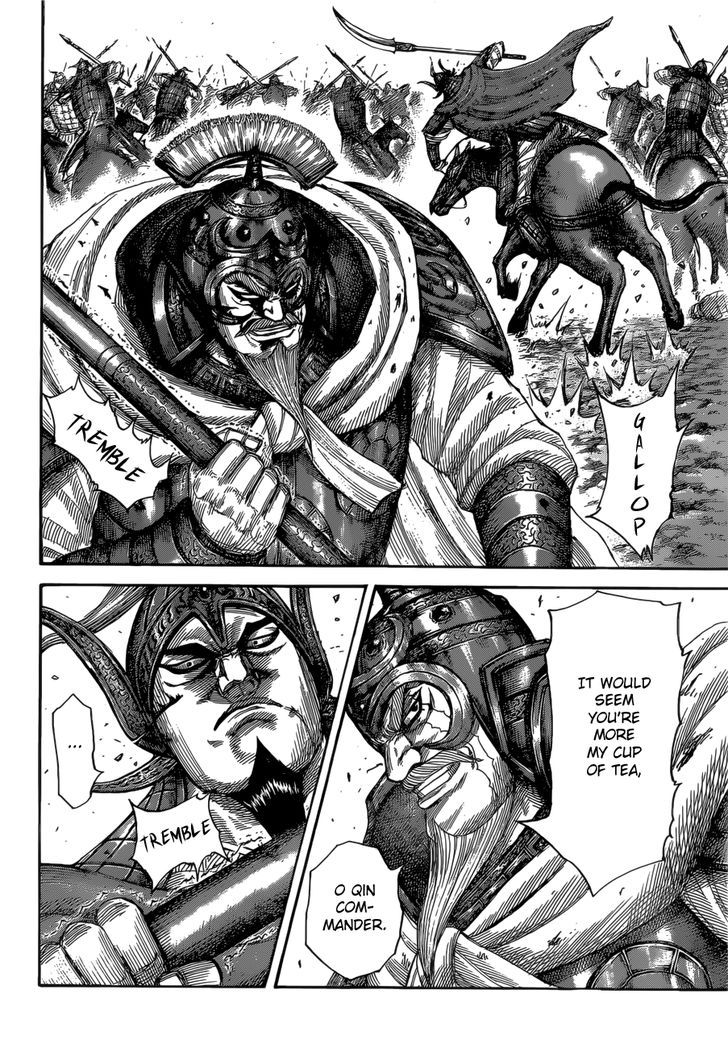 TREMBLE
GALLOP
IT WOULD
SEEM
YOU'RE
MORE
MY CUP
OF TEA,
O QIN
COM-
MANDER.
...
TREMBLE